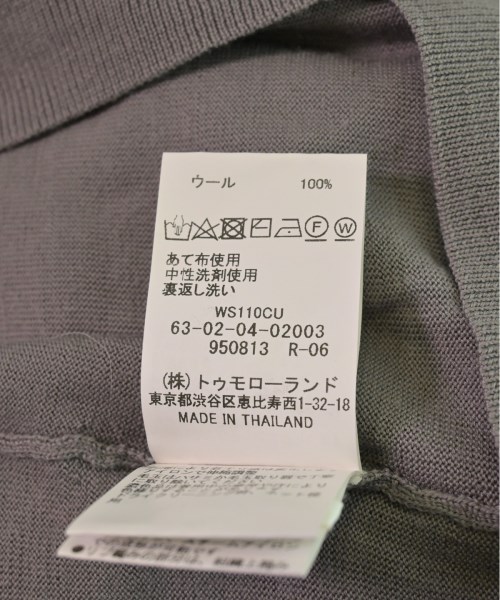 ウール 100%
F W
あて布使用
中性洗剤使用
裏返し洗い
WS110CU
63-02-04-02003
950813 R-06
(株)トゥモローランド
東京都渋谷区恵比寿西1-32-18
MADE IN THAILAND